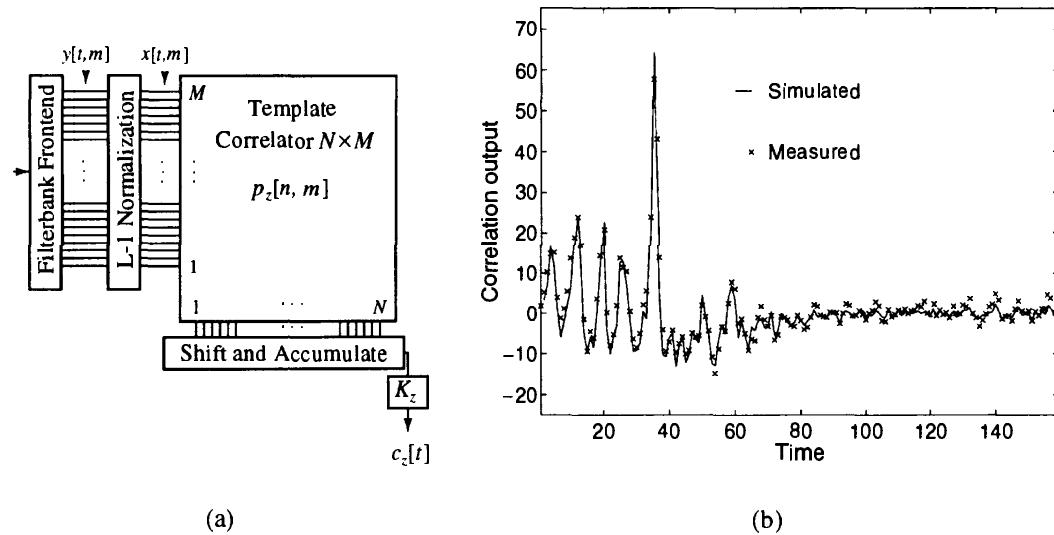 y[t,m] x[t,m]
Filterbank Frontend
L-1 Normalization
M
Template
Correlator N×M
p_z[n, m]
1
1 · · · N
Shift and Accumulate
K_z
c_z[t]
(a)
Correlation output
70
60
50
40
30
20
10
0
−10
−20
— Simulated
× Measured
20 40 60 80 100 120 140
Time
(b)